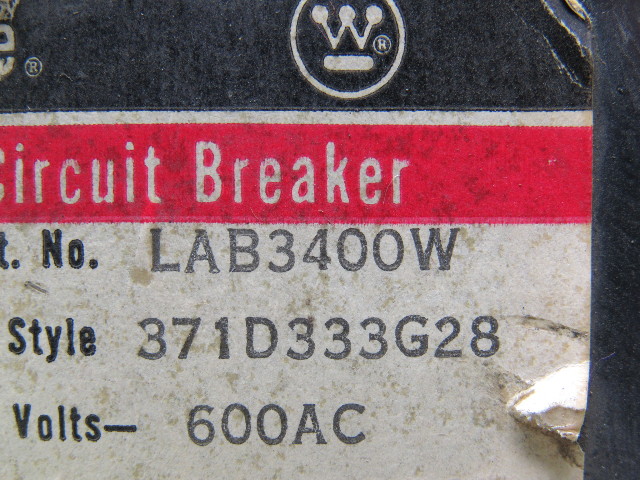 ®
W ®
Circuit Breaker
t. No. LAB3400W
Style 371D333G28
Volts— 600AC